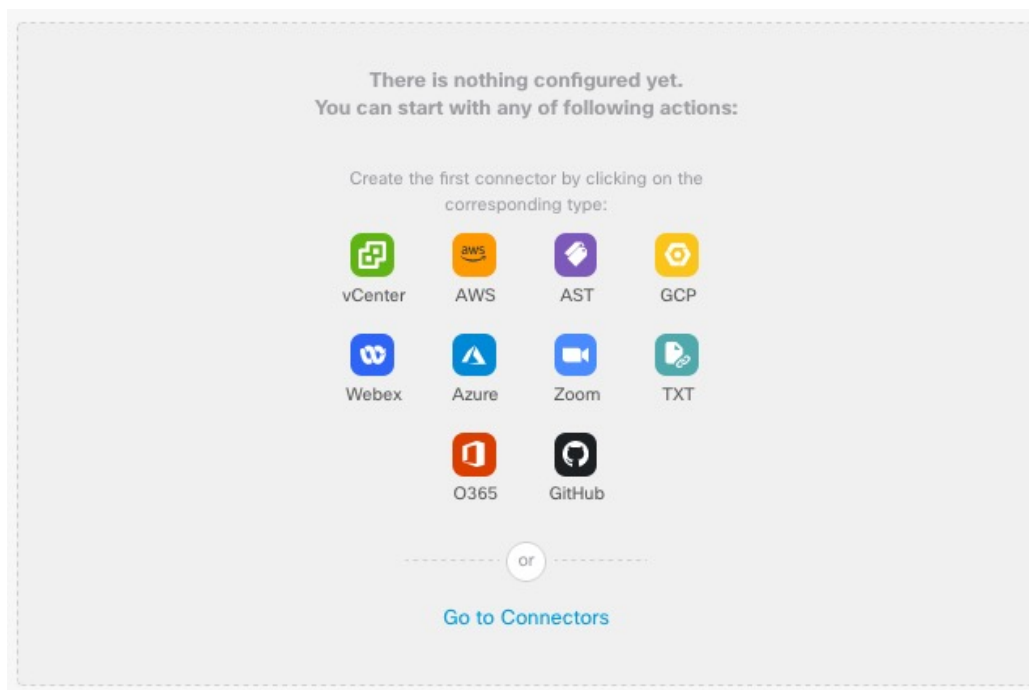 There is nothing configured yet.
You can start with any of following actions:
Create the first connector by clicking on the
corresponding type:
aws
vCenter AWS AST GCP
Webex Azure Zoom TXT
O365 GitHub
or
Go to Connectors